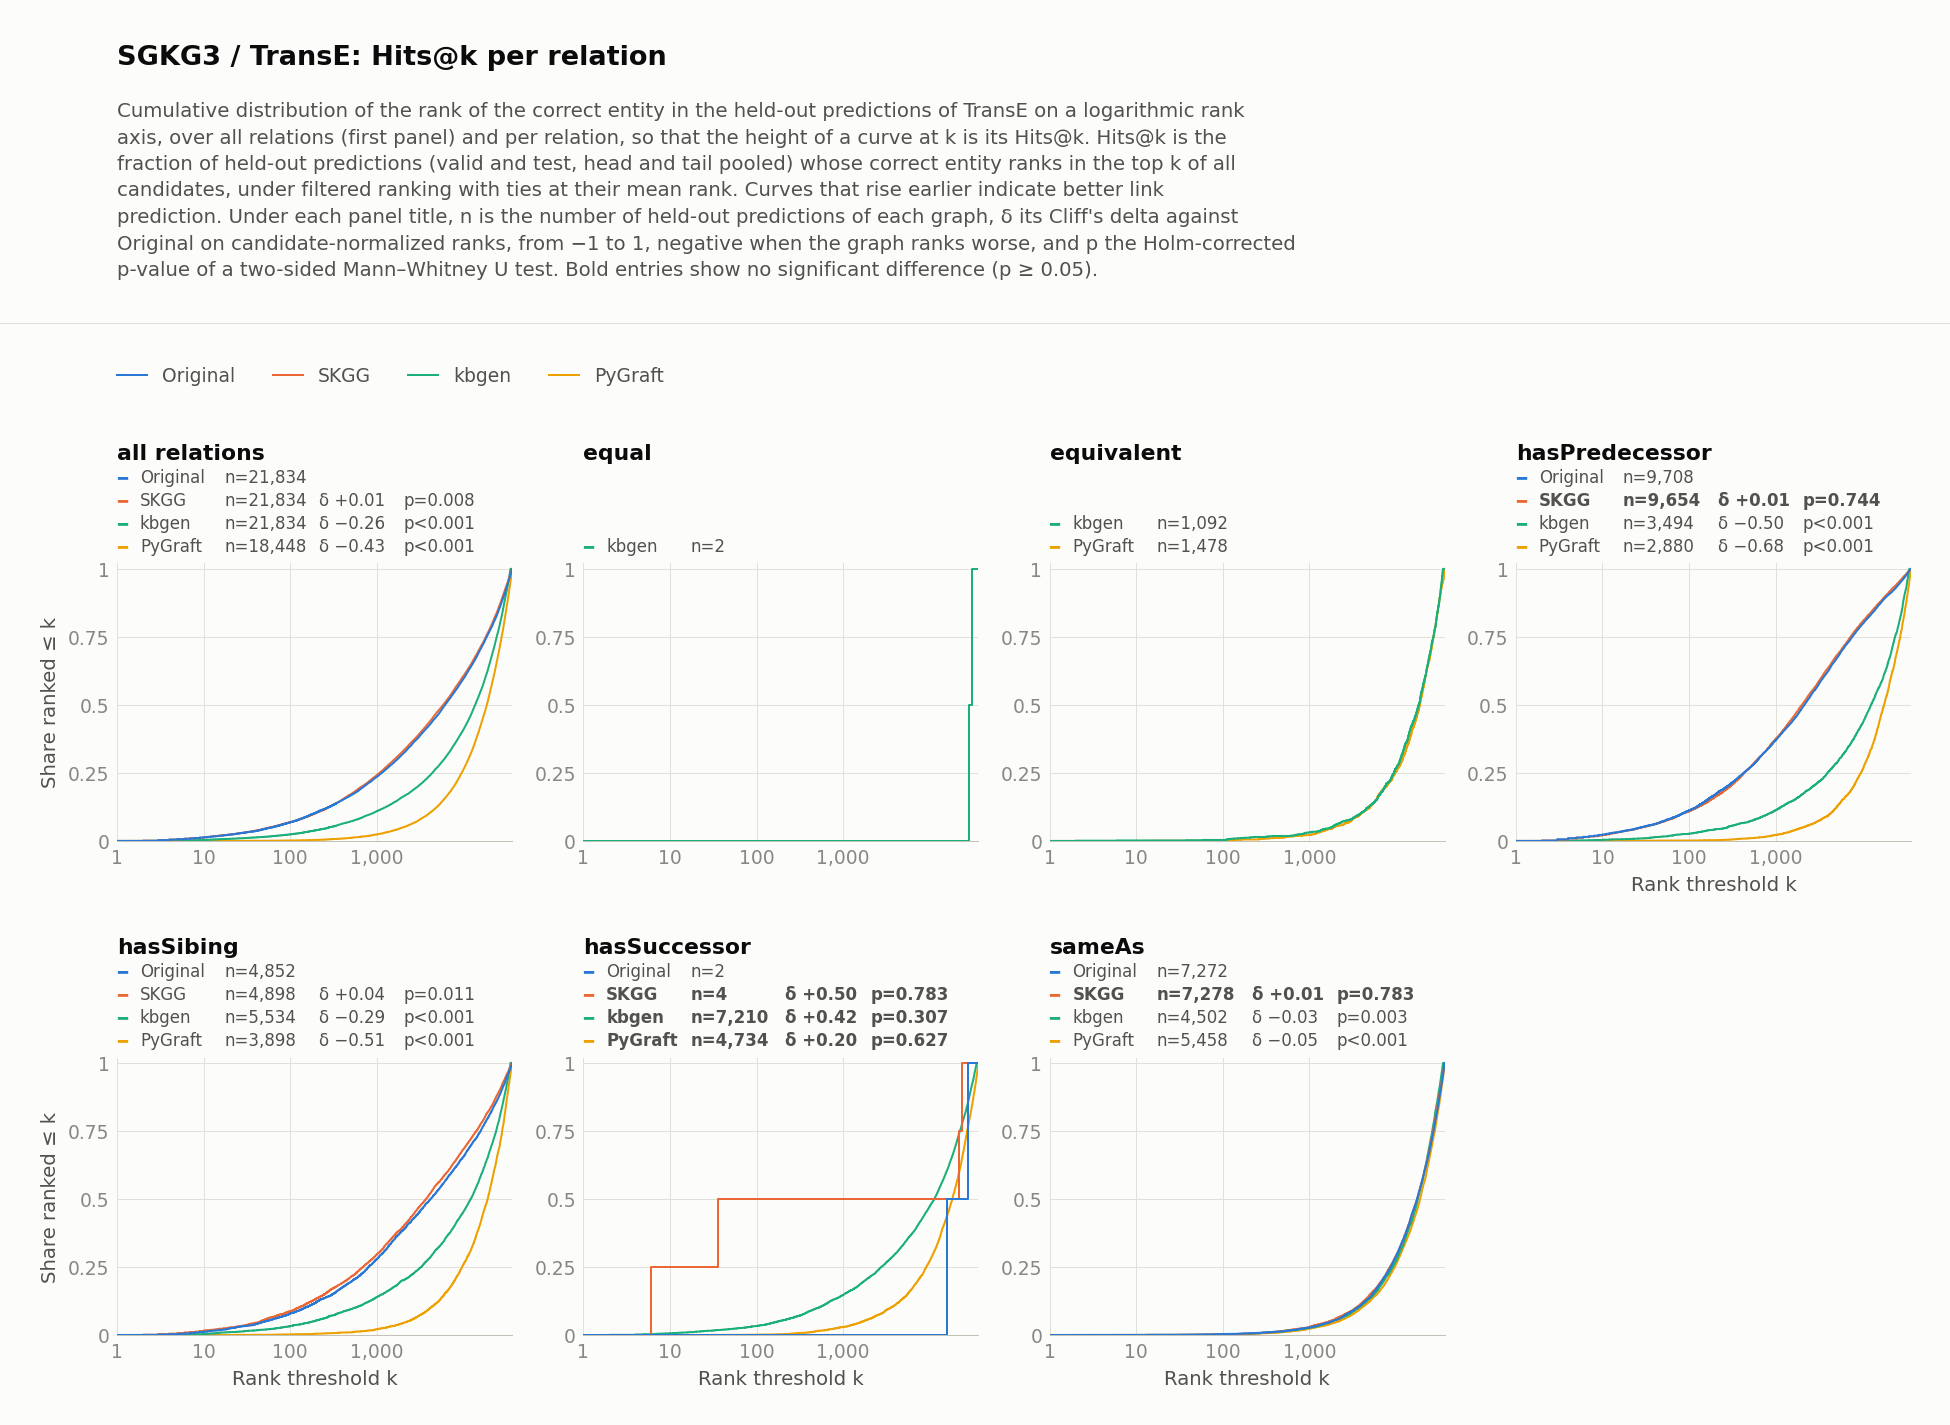 SGKG3 / TransE: Hits@k per relation
Cumulative distribution of the rank of the correct entity in the held-out predictions of TransE on a logarithmic rank
axis, over all relations (first panel) and per relation, so that the height of a curve at k is its Hits@k. Hits@k is the
fraction of held-out predictions (valid and test, head and tail pooled) whose correct entity ranks in the top k of all
candidates, under filtered ranking with ties at their mean rank. Curves that rise earlier indicate better link
prediction. Under each panel title, n is the number of held-out predictions of each graph, δ its Cliff's delta against
Original on candidate-normalized ranks, from −1 to 1, negative when the graph ranks worse, and p the Holm-corrected
p-value of a two-sided Mann–Whitney U test. Bold entries show no significant difference (p ≥ 0.05).
Original SKGG kbgen PyGraft
all relations
Original n=21,834
SKGG n=21,834 δ +0.01 p=0.008
kbgen n=21,834 δ −0.26 p<0.001
PyGraft n=18,448 δ −0.43 p<0.001
Share ranked ≤ k
1
0.75
0.5
0.25
0
1 10 100 1,000
equal
kbgen n=2
1
0.75
0.5
0.25
0
1 10 100 1,000
equivalent
kbgen n=1,092
PyGraft n=1,478
1
0.75
0.5
0.25
0
1 10 100 1,000
hasPredecessor
Original n=9,708
SKGG n=9,654 δ +0.01 p=0.744
kbgen n=3,494 δ −0.50 p<0.001
PyGraft n=2,880 δ −0.68 p<0.001
1
0.75
0.5
0.25
0
1 10 100 1,000
Rank threshold k
hasSibing
Original n=4,852
SKGG n=4,898 δ +0.04 p=0.011
kbgen n=5,534 δ −0.29 p<0.001
PyGraft n=3,898 δ −0.51 p<0.001
Share ranked ≤ k
1
0.75
0.5
0.25
0
1 10 100 1,000
Rank threshold k
hasSuccessor
Original n=2
SKGG n=4 δ +0.50 p=0.783
kbgen n=7,210 δ +0.42 p=0.307
PyGraft n=4,734 δ +0.20 p=0.627
1
0.75
0.5
0.25
0
1 10 100 1,000
Rank threshold k
sameAs
Original n=7,272
SKGG n=7,278 δ +0.01 p=0.783
kbgen n=4,502 δ −0.03 p=0.003
PyGraft n=5,458 δ −0.05 p<0.001
1
0.75
0.5
0.25
0
1 10 100 1,000
Rank threshold k